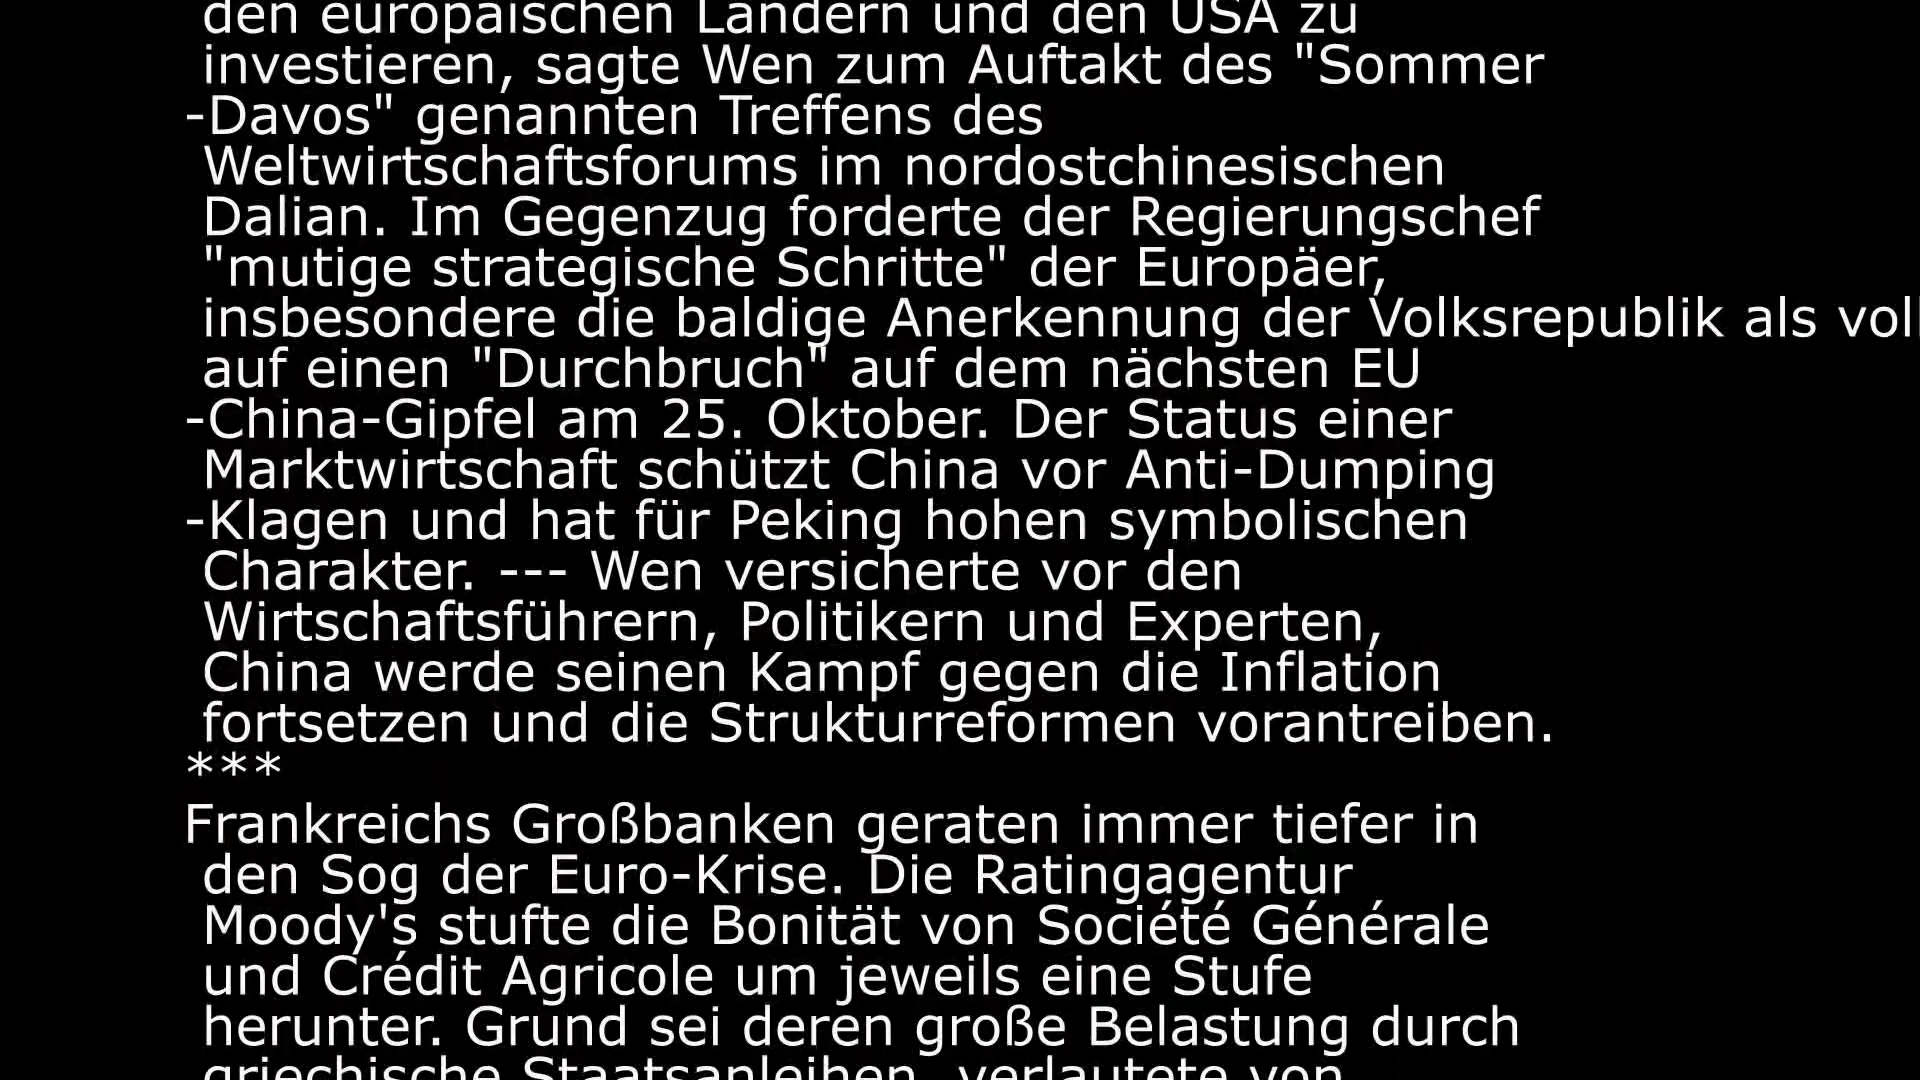 den europäischen Ländern und den USA zu
investieren, sagte Wen zum Auftakt des "Sommer
-Davos" genannten Treffens des
Weltwirtschaftsforums im nordostchinesischen
Dalian. Im Gegenzug forderte der Regierungschef
"mutige strategische Schritte" der Europäer,
insbesondere die baldige Anerkennung der Volksrepublik als
auf einen "Durchbruch" auf dem nächsten EU
-China-Gipfel am 25. Oktober. Der Status einer
Marktwirtschaft schützt China vor Anti-Dumping
-Klagen und hat für Peking hohen symbolischen
Charakter. --- Wen versicherte vor den
Wirtschaftsführern, Politikern und Experten,
China werde seinen Kampf gegen die Inflation
fortsetzen und die Strukturreformen vorantreiben.
***
Frankreichs Großbanken geraten immer tiefer in
den Sog der Euro-Krise. Die Ratingagentur
Moody's stufte die Bonität von Société Générale
und Crédit Agricole um jeweils eine Stufe
herunter. Grund sei deren große Belastung durch
griechische Staatsanleihen, verlautete von